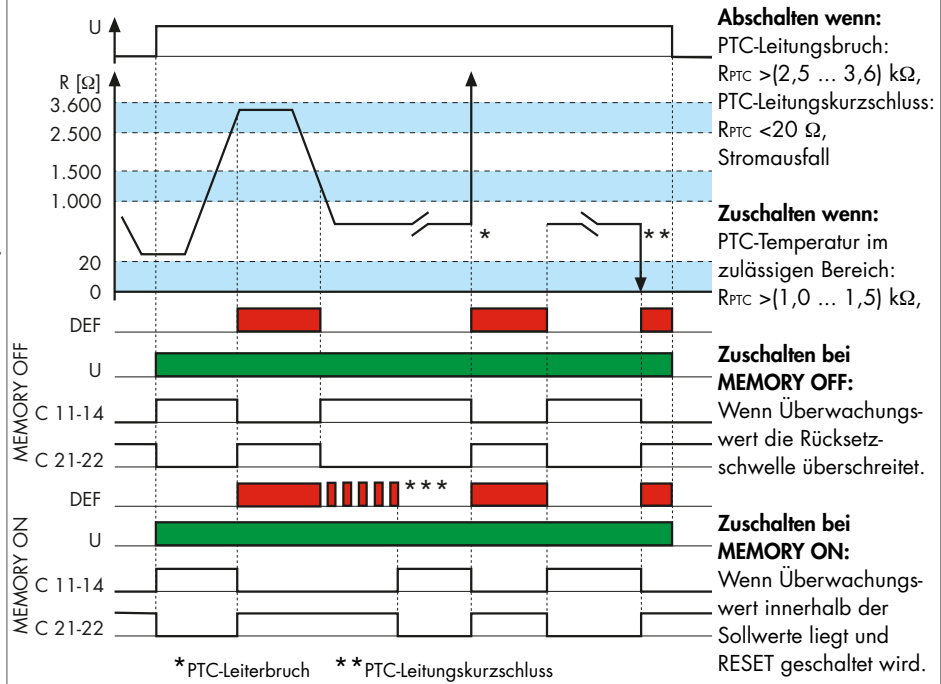 U
R [Ω]
3.600
2.500
1.500
1.000
20
0
*
**
DEF
MEMORY OFF
U
C 11-14
C 21-22
DEF
***
MEMORY ON
U
C 11-14
C 21-22
*PTC-Leiterbruch **PTC-Leitungskurzschluss
Abschalten wenn:
PTC-Leitungsbruch:
RPTC >(2,5 ... 3,6) kΩ,
PTC-Leitungskurzschluss:
RPTC <20 Ω,
Stromausfall
Zuschalten wenn:
PTC-Temperatur im
zulässigen Bereich:
RPTC >(1,0 ... 1,5) kΩ,
Zuschalten bei
MEMORY OFF:
Wenn Überwachungs-
wert die Rücksetz-
schwelle überschreitet.
Zuschalten bei
MEMORY ON:
Wenn Überwachungs-
wert innerhalb der
Sollwerte liegt und
RESET geschaltet wird.